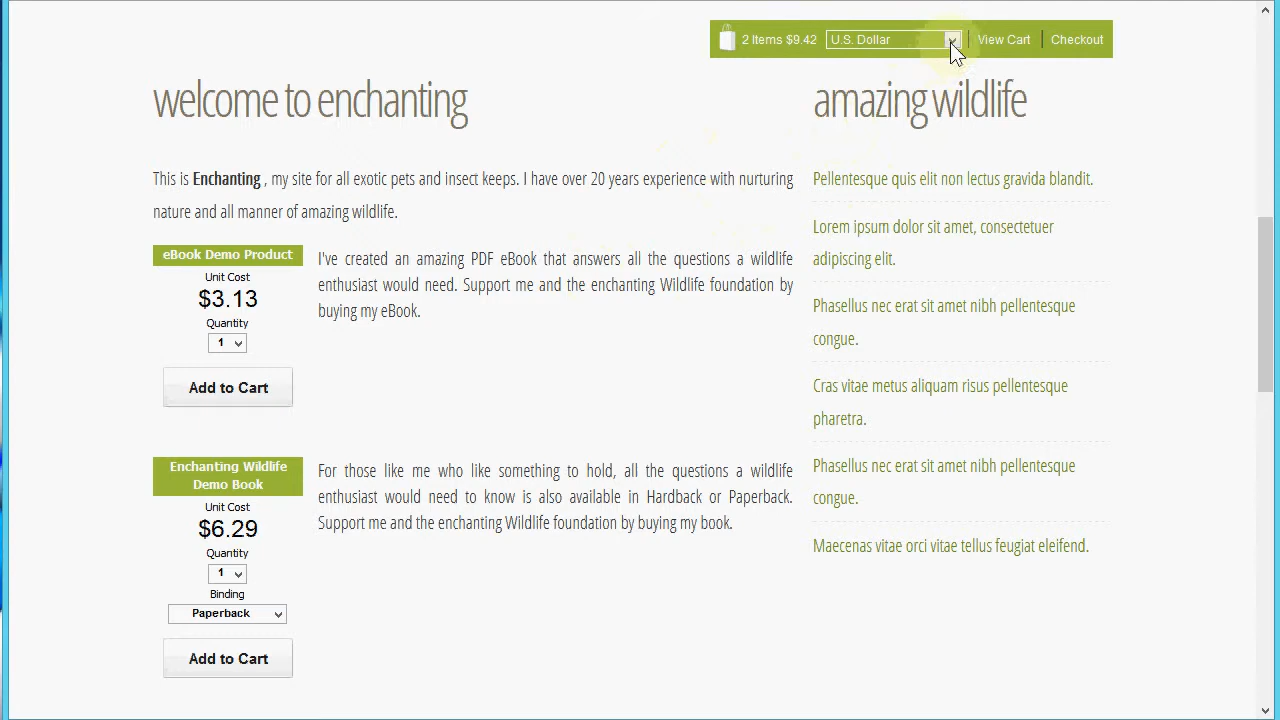 2 Items $9.42 U.S. Dollar View Cart Checkout
welcome to enchanting
This is Enchanting , my site for all exotic pets and insect keeps. I have over 20 years experience with nurturing
nature and all manner of amazing wildlife.
eBook Demo Product
Unit Cost
$3.13
Quantity
1
Add to Cart
I've created an amazing PDF eBook that answers all the questions a wildlife
enthusiast would need. Support me and the enchanting Wildlife foundation by
buying my eBook.
Enchanting Wildlife
Demo Book
Unit Cost
$6.29
Quantity
1
Binding
Paperback
Add to Cart
For those like me who like something to hold, all the questions a wildlife
enthusiast would need to know is also available in Hardback or Paperback.
Support me and the enchanting Wildlife foundation by buying my book.
amazing wildlife
Pellentesque quis elit non lectus gravida blandit.
Lorem ipsum dolor sit amet, consectetuer
adipiscing elit.
Phasellus nec erat sit amet nibh pellentesque
congue.
Cras vitae metus aliquam risus pellentesque
pharetra.
Phasellus nec erat sit amet nibh pellentesque
congue.
Maecenas vitae orci vitae tellus feugiat eleifend.